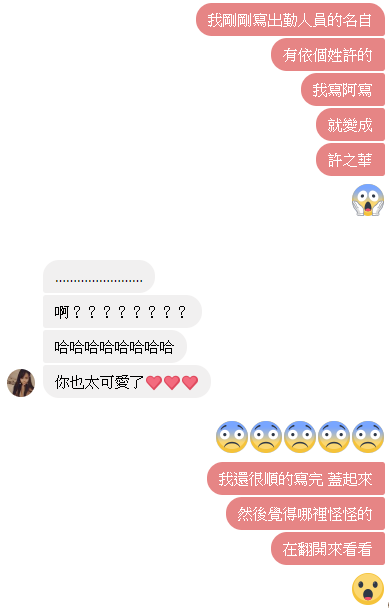 我剛剛寫出勤人員的名自
有依個姓許的
我寫阿寫
就變成
許之華
........................
啊？？？？？？？？
哈哈哈哈哈哈哈哈
你也太可愛了❤❤❤
我還很順的寫完 蓋起來
然後覺得哪裡怪怪的
在翻開來看看